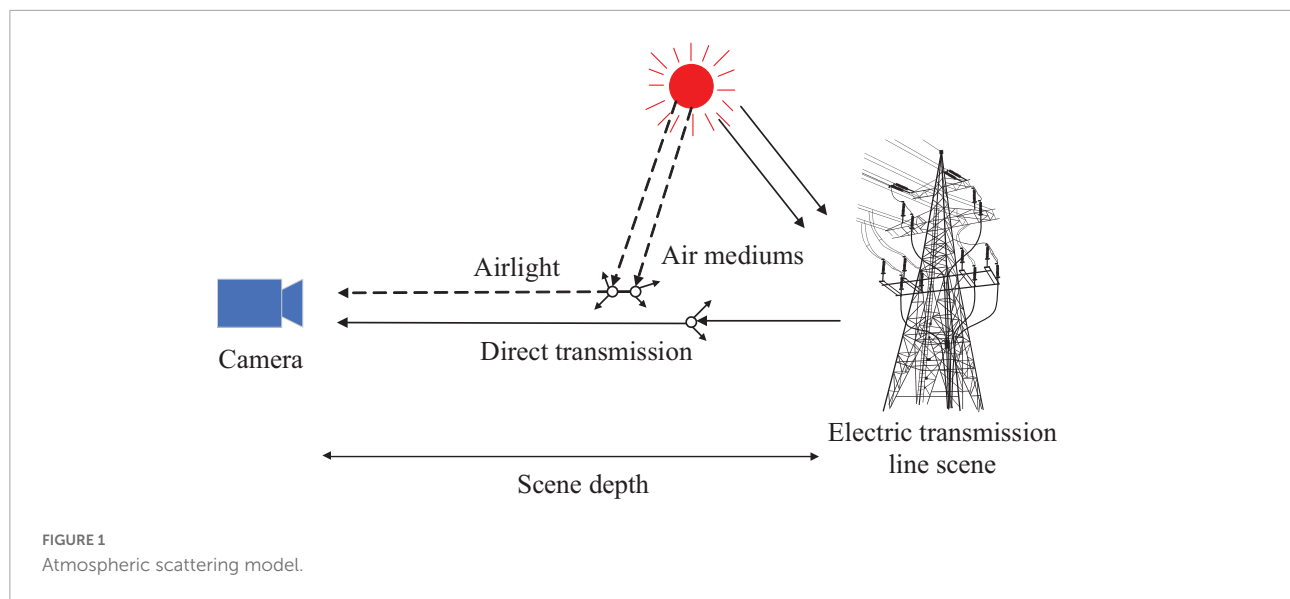 Air mediums
Airlight
Direct transmission
Camera
Electric transmission
line scene
Scene depth
FIGURE 1
Atmospheric scattering model.